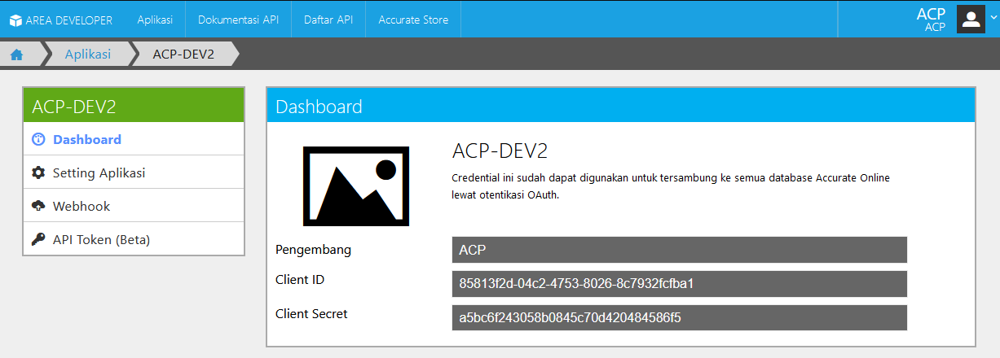 AREA DEVELOPER Aplikasi Dokumentasi API Daftar API Accurate Store ACP
ACP
Aplikasi ACP-DEV2
ACP-DEV2
Dashboard
Setting Aplikasi
Webhook
API Token (Beta)
Dashboard
ACP-DEV2
Credential ini sudah dapat digunakan untuk tersambung ke semua database Accurate Online
lewat otentikasi OAuth.
Pengembang ACP
Client ID 85813f2d-04c2-4753-8026-8c7932fcfba1
Client Secret a5bc6f243058b0845c70d420484586f5